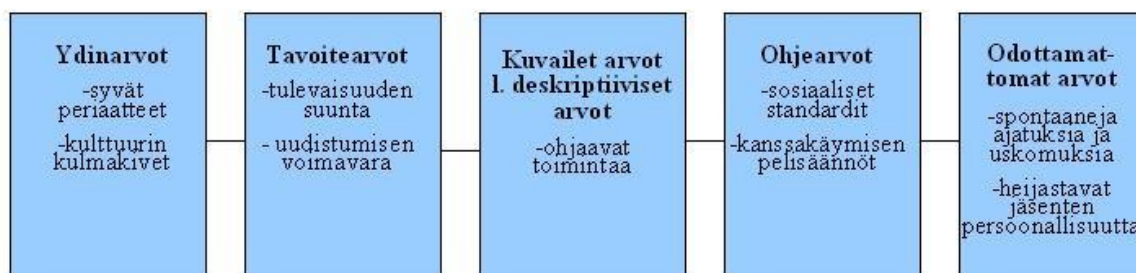 Ydinarvot
-syvät
periaatteet
-kulttuurin
kulmakivet
Tavoitearvot
-tulevaisuuden
suunta
- uudistumisen
voimavara
Kuvailet arvot
l. deskriptiiviset
arvot
-ohjaavat
toimintaa
Ohjearvot
-sosiaaliset
standardit
-kanssakäymisen
pelisäännöt
Odottamat-
tomat arvot
-spontaaneja
ajatuksia ja
uskomuksia
-heijastavat
jäsenten
persoonallisuutta